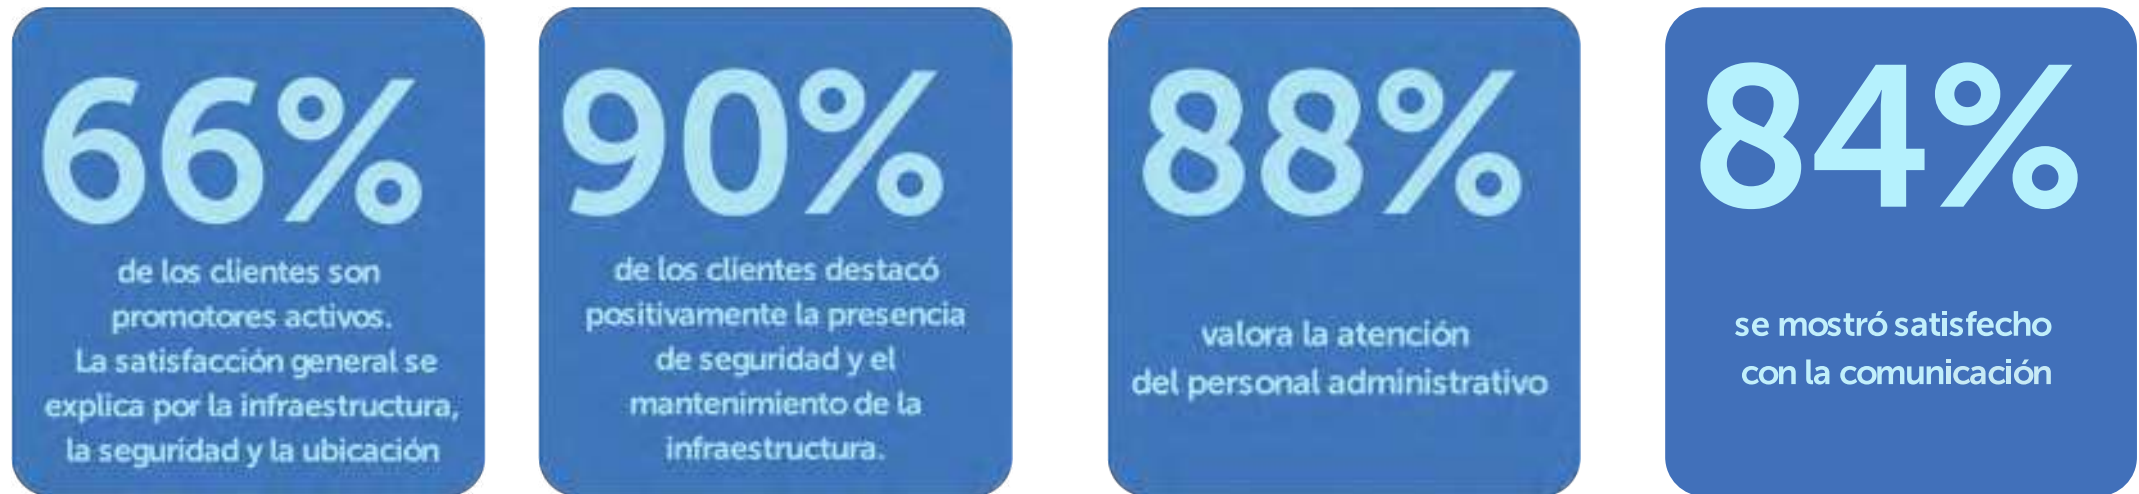 66%
de los clientes son
promotores activos.
La satisfacción general se
explica por la infraestructura,
la seguridad y la ubicación
90%
de los clientes destacó
positivamente la presencia
de seguridad y el
mantenimiento de la
infraestructura.
88%
valora la atención
del personal administrativo
84%
se mostró satisfecho
con la comunicación